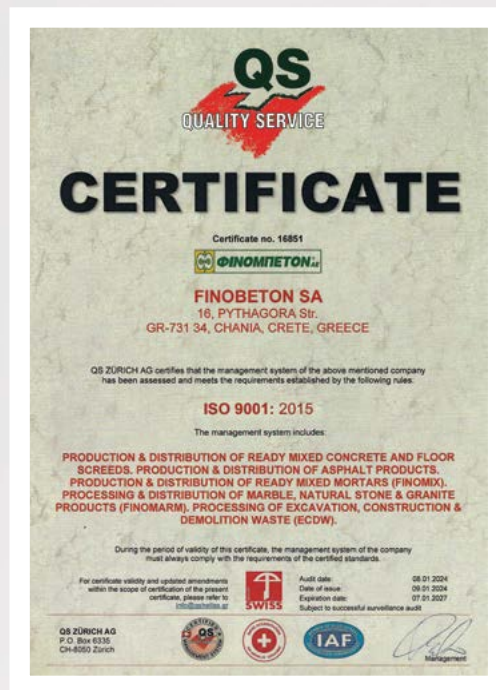 QS
QUALITY SERVICE
CERTIFICATE
Certificate no. 16851
ΦΙΝΟΜΠΕΤΟΝ ΑΕ
FINOBETON SA
16, PYTHAGORA Str.
GR-731 34, CHANIA, CRETE, GREECE
QS ZÜRICH AG certifies that the management system of the above mentioned company
has been assessed and meets the requirements established by the following rules:
ISO 9001: 2015
The management system includes:
PRODUCTION & DISTRIBUTION OF READY MIXED CONCRETE AND FLOOR
SCREEDS. PRODUCTION & DISTRIBUTION OF ASPHALT PRODUCTS.
PRODUCTION & DISTRIBUTION OF READY MIXED MORTARS (FINOMIX).
PROCESSING & DISTRIBUTION OF MARBLE, NATURAL STONE & GRANITE
PRODUCTS (FINOMARM). PROCESSING OF EXCAVATION, CONSTRUCTION &
DEMOLITION WASTE (ECDW).
During the period of validity of this certificate, the management system of the company
must always comply with the requirements of the certified standards.
For certificate validity and updated amendments
within the scope of certification of the present
certificate, please refer to
info@qshellas.gr
SWISS
Audit date: 08.01.2024
Date of issue: 09.01.2024
Expiration date: 07.01.2027
Subject to successful surveillance audit
QS ZÜRICH AG
P.O. Box 6335
CH-8050 Zürich
QS
IAF
Management